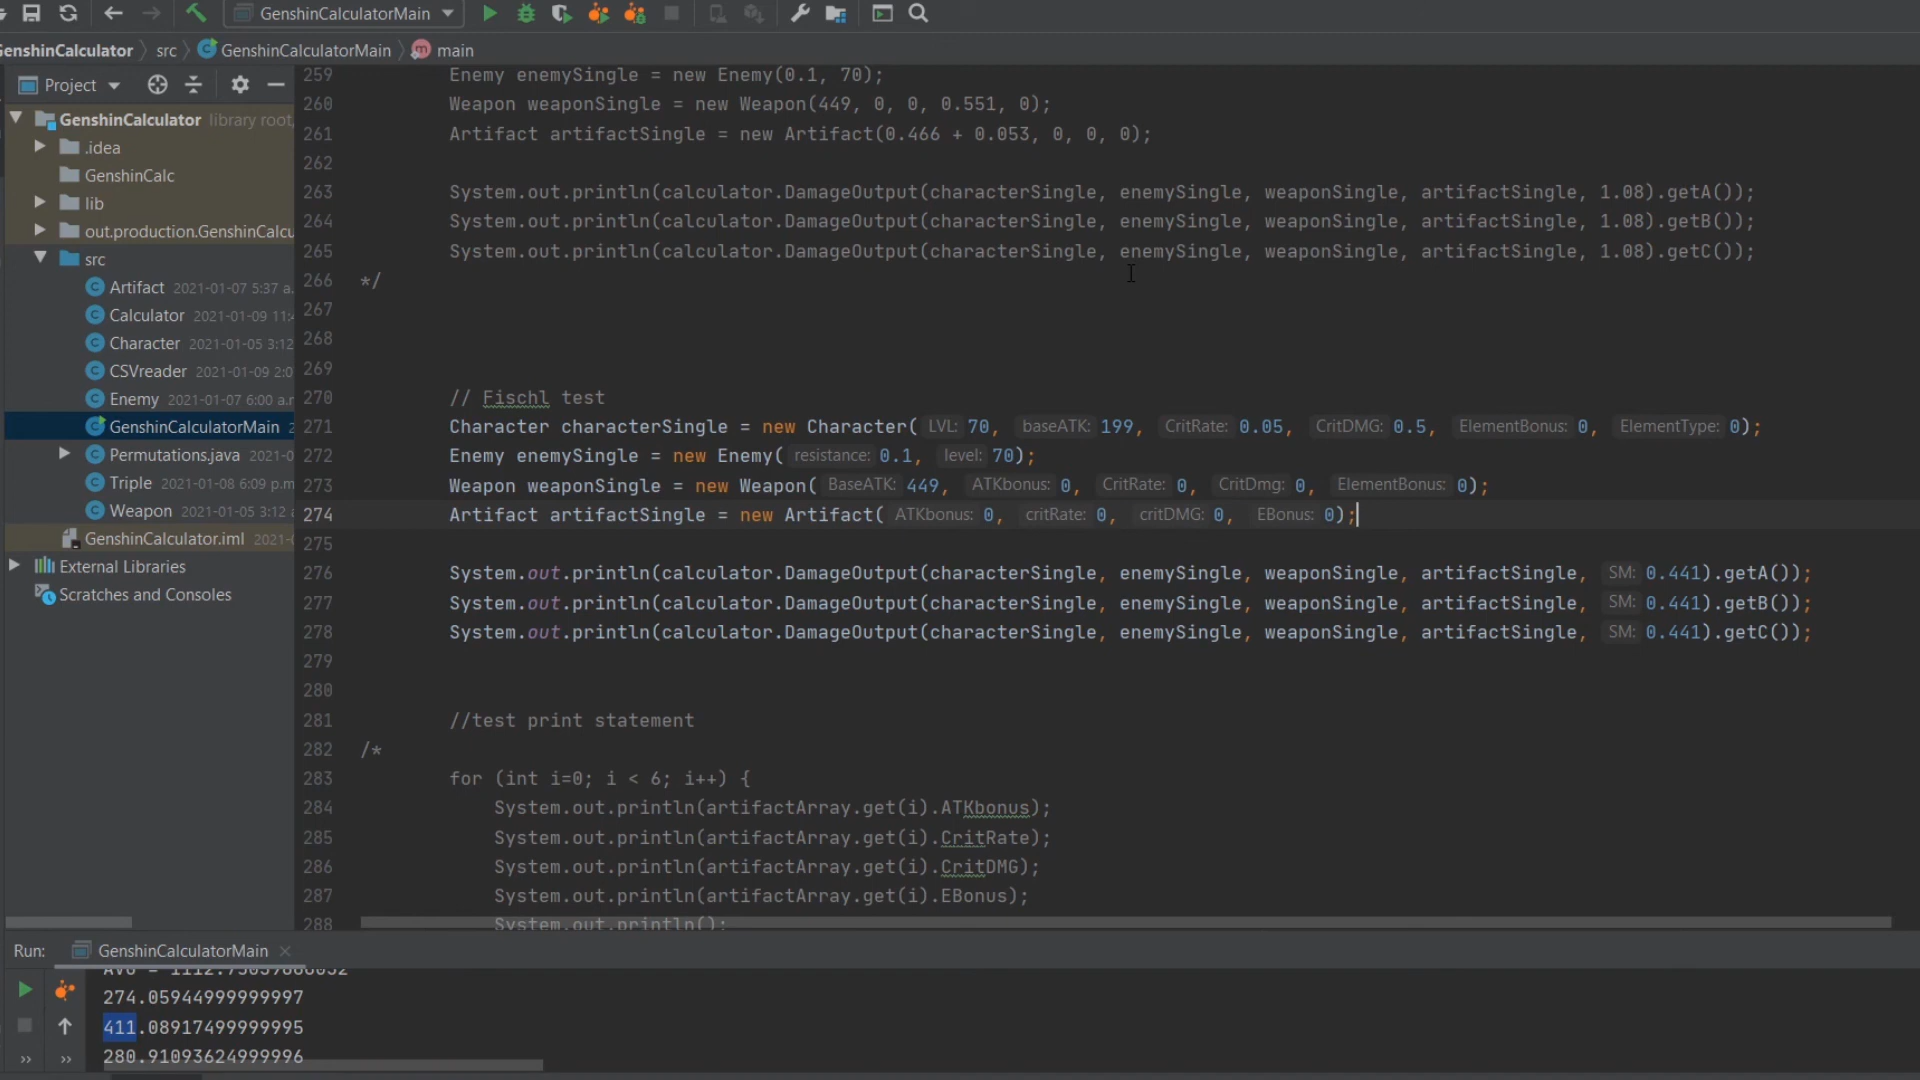 GenshinCalculatorMain
enshinCalculator src GenshinCalculatorMain main
Project
GenshinCalculator library root,
.idea
GenshinCalc
lib
out.production.GenshinCalcu
src
Artifact 2021-01-07 5:37 a.
Calculator 2021-01-09 11:
Character 2021-01-05 3:12
CSVreader 2021-01-09 2:0
Enemy 2021-01-07 6:00 a.n
GenshinCalculatorMain 2
Permutations.java 2021-0
Triple 2021-01-08 6:09 p.m
Weapon 2021-01-05 3:12 a
GenshinCalculator.iml 2021-
External Libraries
Scratches and Consoles
259 Enemy enemySingle = new Enemy(0.1, 70);
260 Weapon weaponSingle = new Weapon(449, 0, 0, 0.551, 0);
261 Artifact artifactSingle = new Artifact(0.466 + 0.053, 0, 0, 0);
262
263 System.out.println(calculator.DamageOutput(characterSingle, enemySingle, weaponSingle, artifactSingle, 1.08).getA());
264 System.out.println(calculator.DamageOutput(characterSingle, enemySingle, weaponSingle, artifactSingle, 1.08).getB());
265 System.out.println(calculator.DamageOutput(characterSingle, enemySingle, weaponSingle, artifactSingle, 1.08).getC());
266 */
267
268
269
270 // Fischl test
271 Character characterSingle = new Character( LVL: 70, baseATK: 199, CritRate: 0.05, CritDMG: 0.5, ElementBonus: 0, ElementType: 0);
272 Enemy enemySingle = new Enemy( resistance: 0.1, level: 70);
273 Weapon weaponSingle = new Weapon( BaseATK: 449, ATKbonus: 0, CritRate: 0, CritDmg: 0, ElementBonus: 0);
274 Artifact artifactSingle = new Artifact( ATKbonus: 0, critRate: 0, critDMG: 0, EBonus: 0);
275
276 System.out.println(calculator.DamageOutput(characterSingle, enemySingle, weaponSingle, artifactSingle, SM: 0.441).getA());
277 System.out.println(calculator.DamageOutput(characterSingle, enemySingle, weaponSingle, artifactSingle, SM: 0.441).getB());
278 System.out.println(calculator.DamageOutput(characterSingle, enemySingle, weaponSingle, artifactSingle, SM: 0.441).getC());
279
280
281 //test print statement
282 /*
283 for (int i=0; i < 6; i++) {
284 System.out.println(artifactArray.get(i).ATKbonus);
285 System.out.println(artifactArray.get(i).CritRate);
286 System.out.println(artifactArray.get(i).CritDMG);
287 System.out.println(artifactArray.get(i).EBonus);
288 System.out.println();
Run: GenshinCalculatorMain
274.05944999999997
411.08917499999995
280.91093624999996